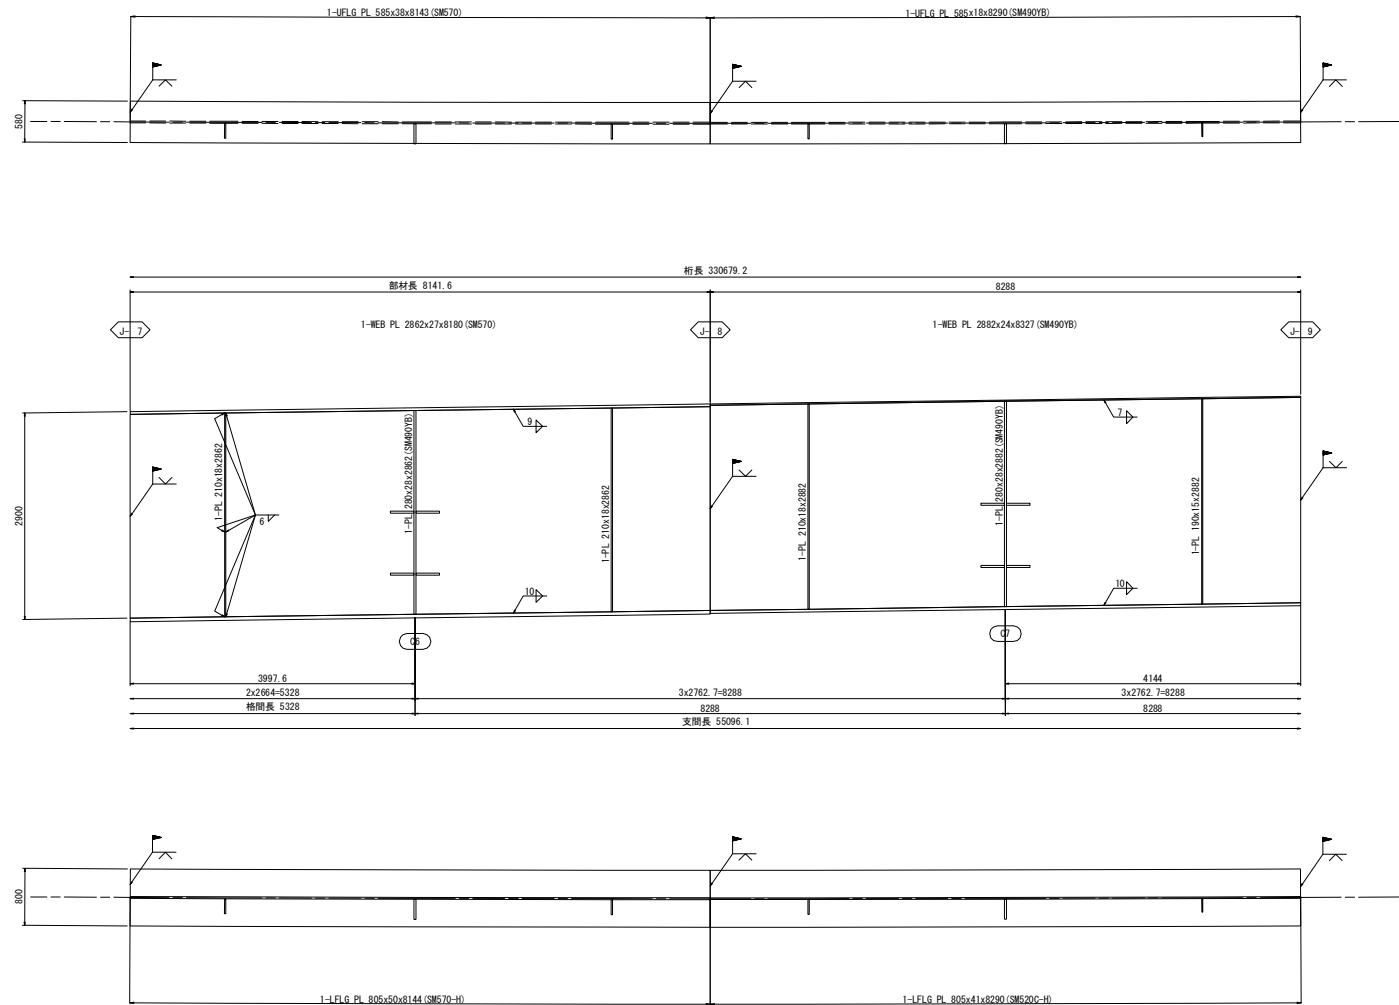 1-UFLG PL 585x38x8143(SM570)
1-UFLG PL 585x18x8290(SM490YB)
580
桁長 330679.2
部材長 8141.6
8288
1-WEB PL 2862x27x8180(SM570)
1-WEB PL 2882x24x8327(SM490YB)
J- 7
J- 8
J- 9
2900
1-PL 210x18x2862
6
1-PL 280x28x2862(SM490YB)
9
10
1-PL 210x18x2862
1-PL 210x18x2882
1-PL 280x28x2882(SM490YB)
7
10
1-PL 190x15x2882
C6
C7
3997.6
4144
2x2664=5328
3x2762.7=8288
3x2762.7=8288
格間長 5328
8288
8288
支間長 55096.1
800
1-LFLG PL 805x50x8144(SM570-H)
1-LFLG PL 805x41x8290(SM520C-H)